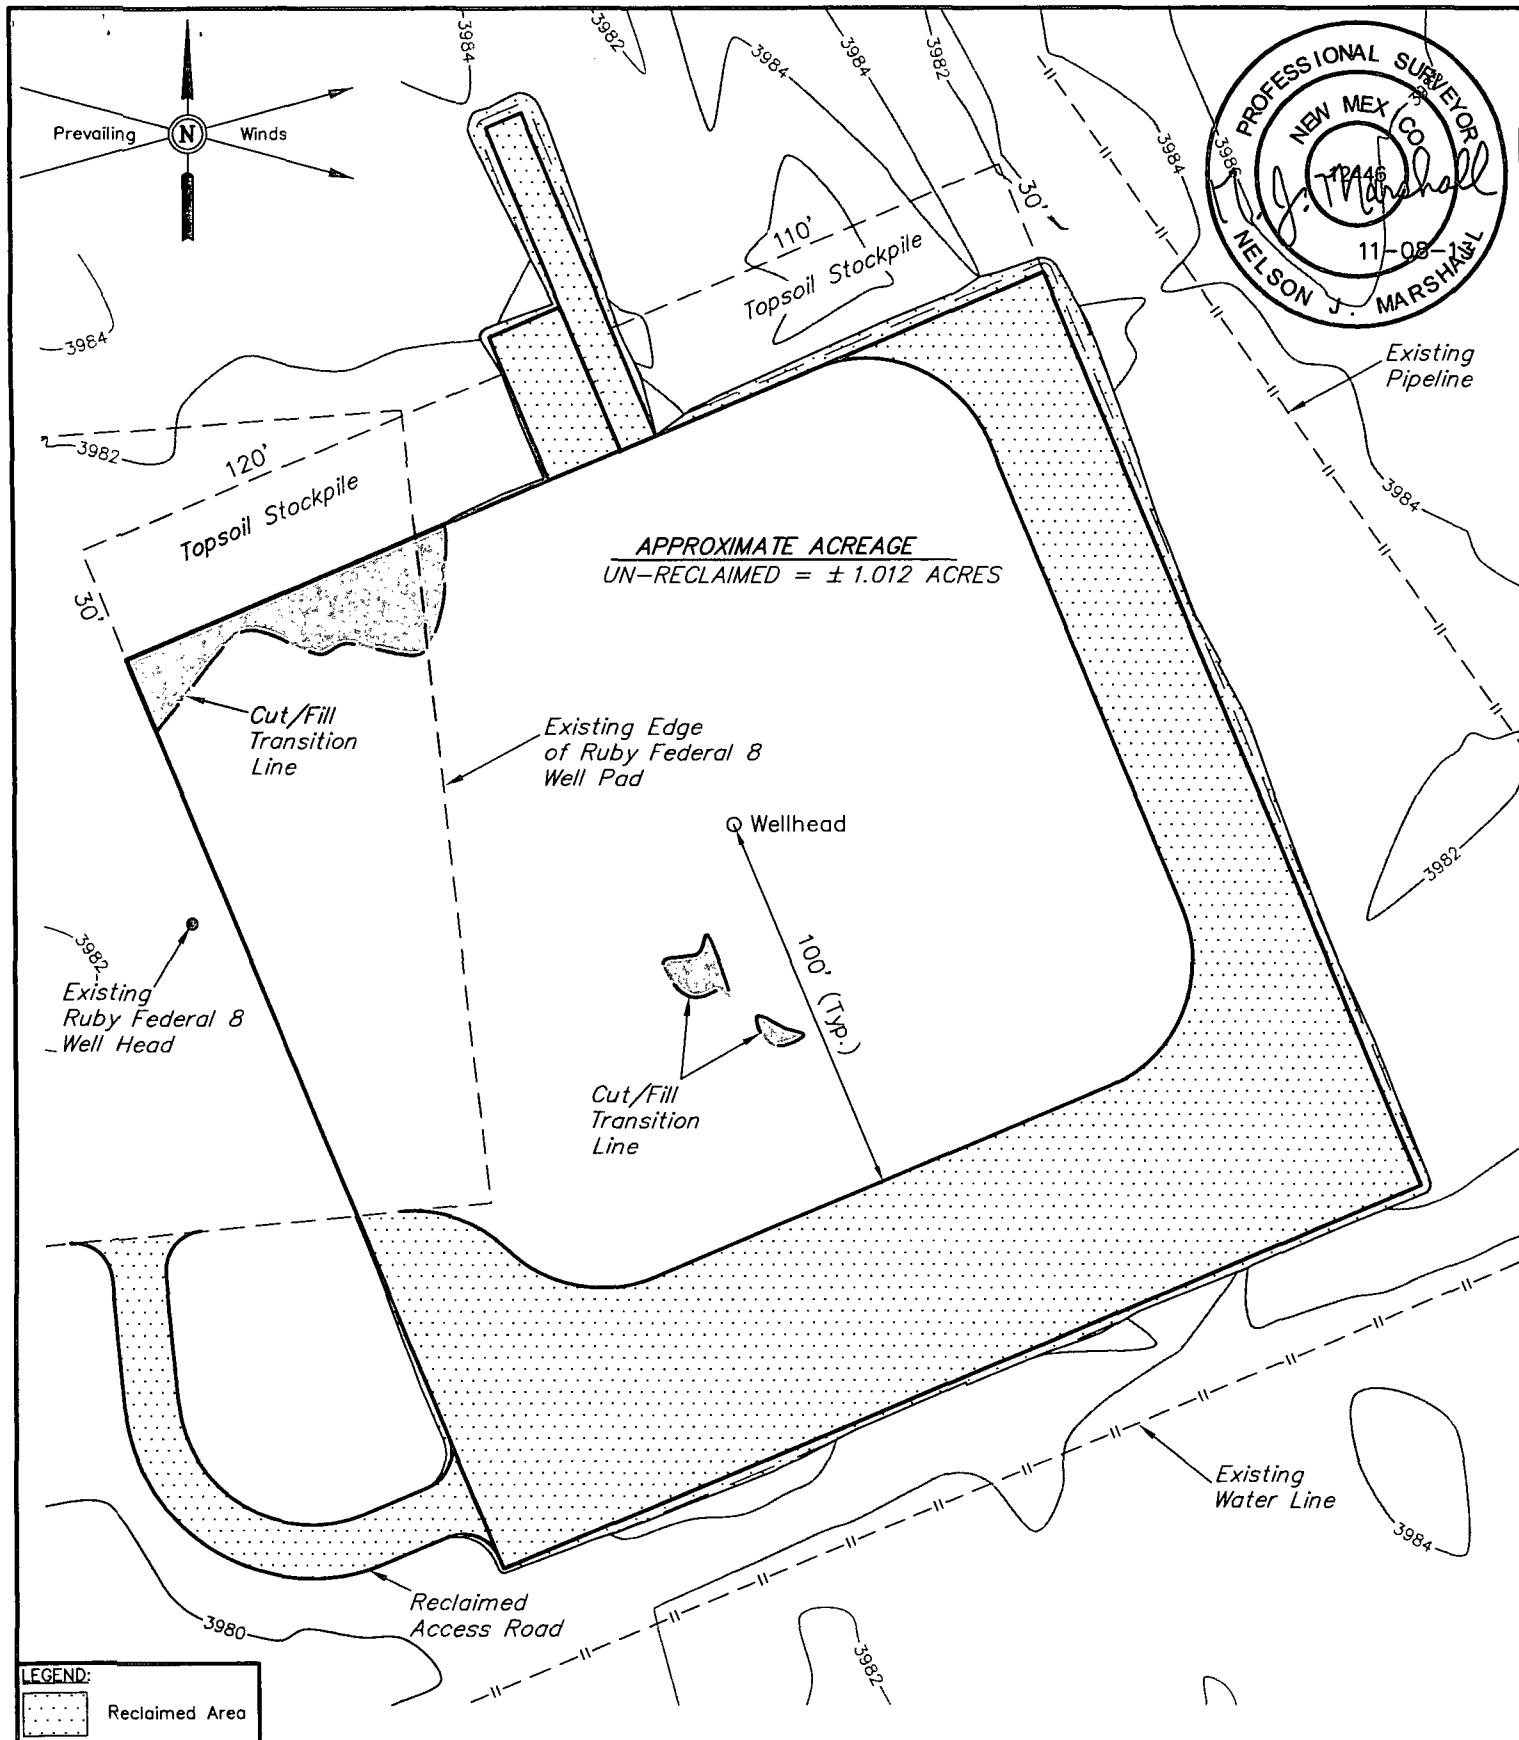 3984
3982
3984
3984
3982
PROFESSIONAL SURVEYOR
NEW MEXICO
12446
11-08-
NELSON J. MARSHALL
Prevailing
N
Winds
3984
3986
30'
110'
Topsoil Stockpile
3984
Existing
Pipeline
3982
120'
Topsoil Stockpile
3984
30'
APPROXIMATE ACREAGE
UN-RECLAIMED = ± 1.012 ACRES
Cut/Fill
Transition
Line
Existing Edge
of Ruby Federal 8
Well Pad
Wellhead
3982
3982
Existing
Ruby Federal 8
Well Head
100' (Typ.)
Cut/Fill
Transition
Line
Existing
Water Line
3984
Reclaimed
Access Road
3980
3982
LEGEND:
Reclaimed Area